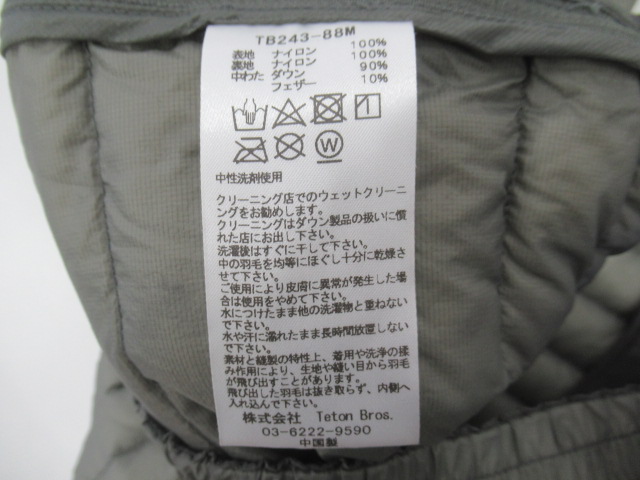 TB243-88M
表地 ナイロン 100%
裏地 ナイロン 100%
中わた ダウン 90%
フェザー 10%
W
中性洗剤使用
クリーニング店でのウェットクリーニ
ングをお勧めします。
クリーニングはダウン製品の扱いに慣
れた店にお出し下さい。
洗濯後はすぐに干して下さい。
中の羽毛を均等にほぐし十分に乾燥さ
せて下さい。
ご使用により皮膚に異常が発生した場
合は使用をやめて下さい。
水につけたまま他の洗濯物と重ねない
で下さい。
水や汗に濡れたまま長時間放置しない
で下さい。
素材と縫製の特性上、着用や洗浄の揉
み作用により、生地や縫い目から羽毛
が飛び出すことがあります。
飛び出した羽毛は抜き取らず、内側へ
入れ込んで下さい。
株式会社 Teton Bros.
03-6222-9590
中国製